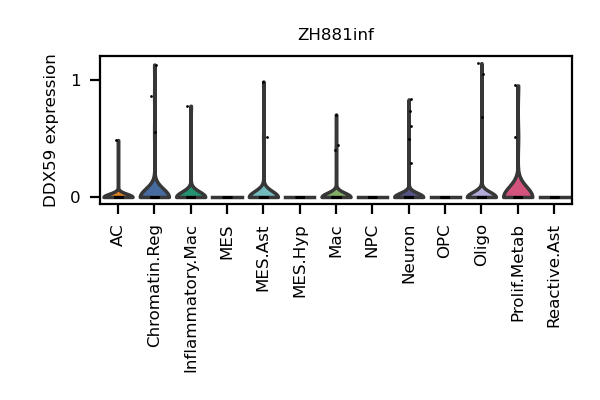 ZH881inf
DDX59 expression
1
0
AC
Chromatin.Reg
Inflammatory.Mac
MES
MES.Ast
MES.Hyp
Mac
NPC
Neuron
OPC
Oligo
Prolif.Metab
Reactive.Ast